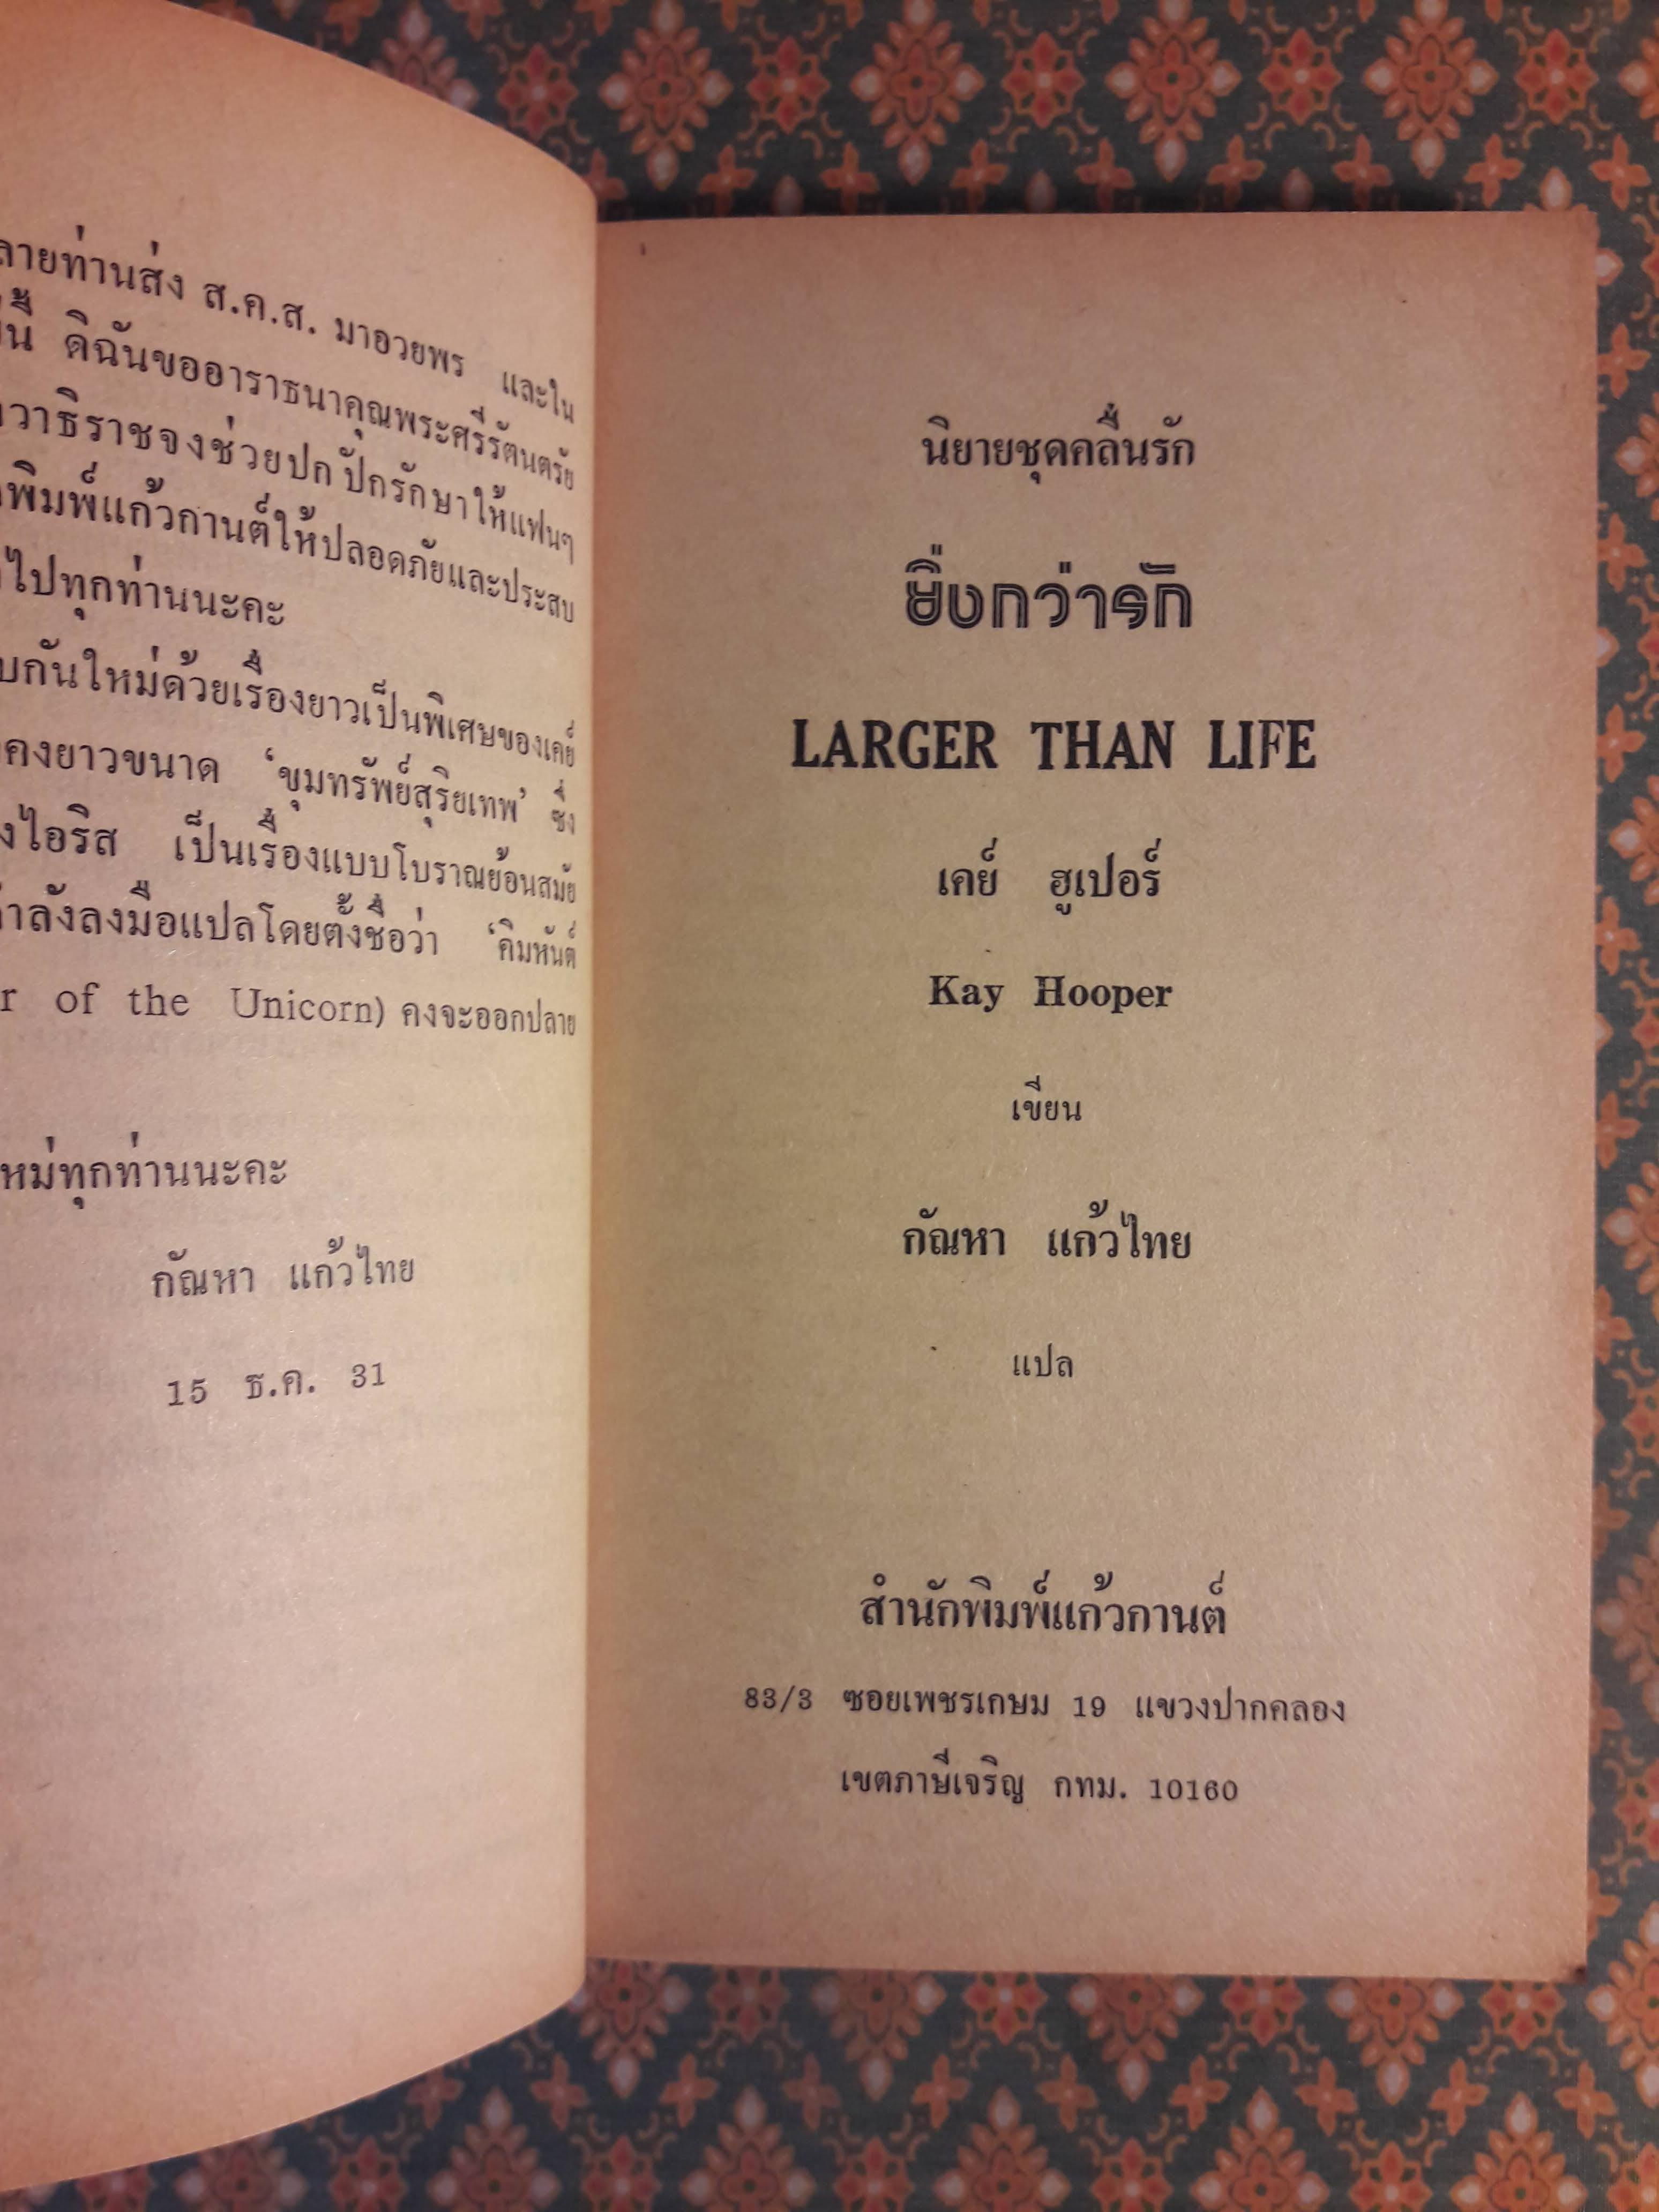 ส่ง ส.ค.ส. มาอวยพร และใน
ดิฉันขออาราธนาคุณพระศรีรัตนตรัย
จงช่วยปกปักรักษาให้แฟนๆ
พิมพ์แก้วกานต์ให้ปลอดภัยและประสบ
ไปทุกท่านนะคะ
กันใหม่ด้วยเรื่องยาวเป็นพิเศษของเคย์
คงยาวขนาด ‘ขุมทรัพย์สุริยเทพ’ ซึ่ง
ไอริส เป็นเรื่องแบบโบราณย้อนสมัย
ลงมือแปลโดยตั้งชื่อว่า ‘คิมหันต์
of the Unicorn) คงจะออกปลาย
ทุกท่านนะคะ
กัณหา แก้วไทย
15 ธ.ค. 31
นิยายชุดคลื่นรัก
ยิ่งกว่ารัก
LARGER THAN LIFE
เคย์ ฮูเปอร์
Kay Hooper
เขียน
กัณหา แก้วไทย
แปล
สำนักพิมพ์แก้วกานต์
83/3 ซอยเพชรเกษม 19 แขวงปากคลอง
เขตภาษีเจริญ กทม. 10160